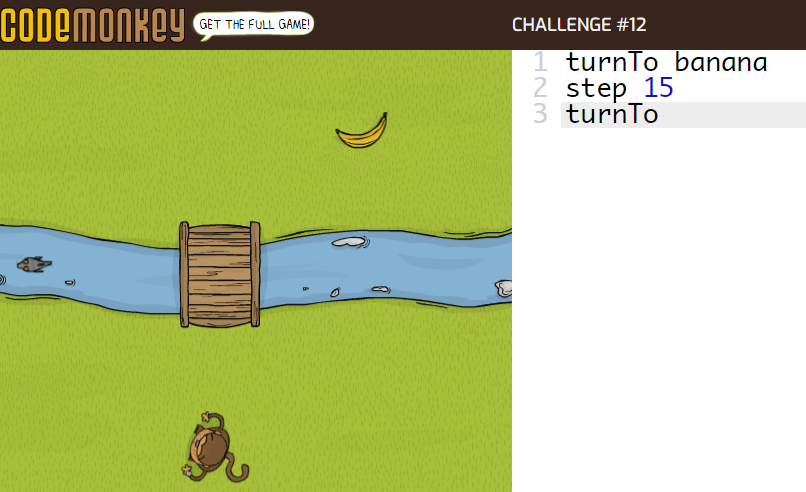 CODEMONKEY
GET THE FULL GAME!
CHALLENGE #12
1 turnTo banana
2 step 15
3 turnTo